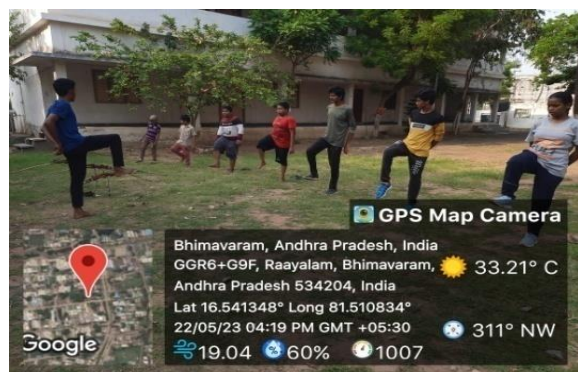 GPS Map Camera
Bhimavaram, Andhra Pradesh, India
GGR6+G9F, Raayalam, Bhimavaram,
Andhra Pradesh 534204, India
33.21° C
Lat 16.541348° Long 81.510834°
22/05/23 04:19 PM GMT +05:30
311° NW
19.04 60% 1007
Google